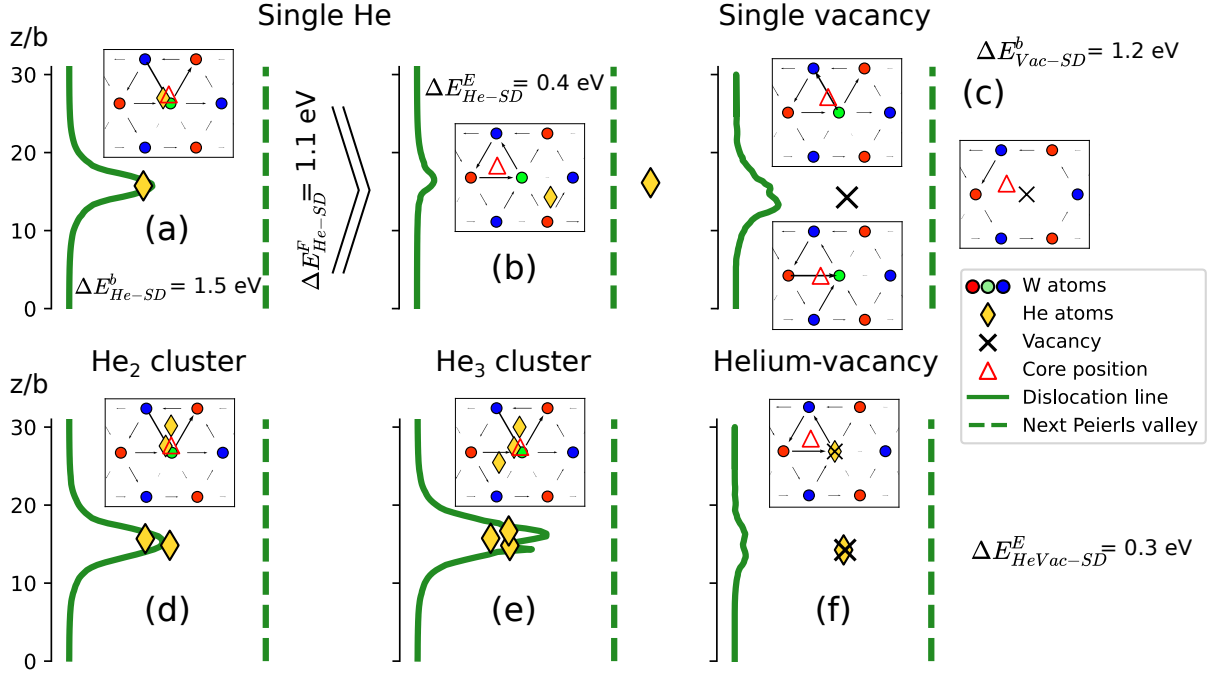 Single He
Single vacancy
z/b
30
20
10
0
(a)
ΔE^b_{He−SD} = 1.5 eV
ΔE^F_{He−SD} = 1.1 eV
ΔE^E_{He−SD} = 0.4 eV
(b)
ΔE^b_{Vac−SD} = 1.2 eV
(c)
W atoms
He atoms
Vacancy
Core position
Dislocation line
Next Peierls valley
He₂ cluster
He₃ cluster
Helium-vacancy
z/b
30
20
10
0
(d)
(e)
(f)
ΔE^E_{HeVac−SD} = 0.3 eV